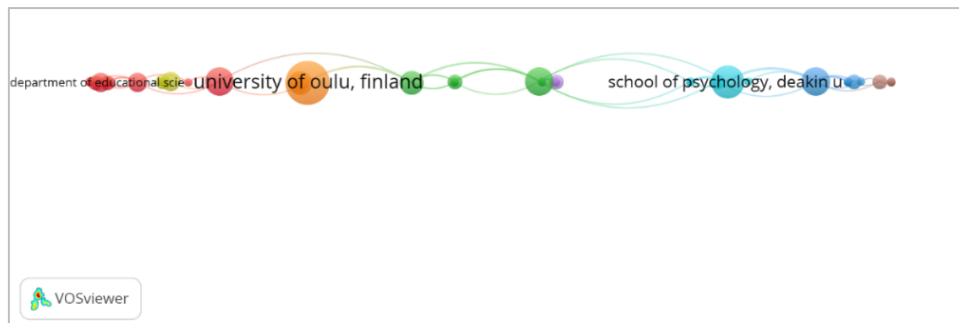 department of educational scie
university of oulu, finland
school of psychology, deakin u
VOSviewer